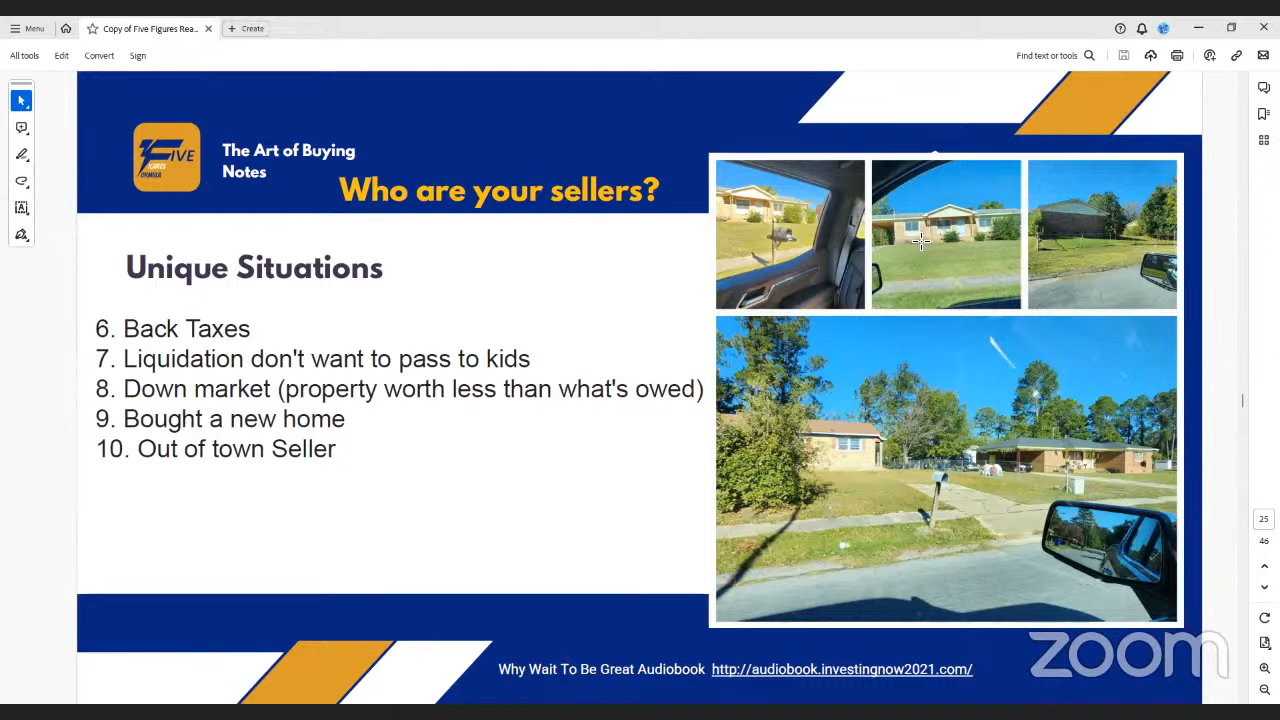 Menu
Copy of Five Figures Rea...
Create
All tools
Edit
Convert
Sign
Find text or tools
FIVE
FIGURES
FORMULA
The Art of Buying
Notes
Who are your sellers?
Unique Situations
6. Back Taxes
7. Liquidation don't want to pass to kids
8. Down market (property worth less than what's owed)
9. Bought a new home
10. Out of town Seller
25
46
Why Wait To Be Great Audiobook http://audiobook.investingnow2021.com/
zoom